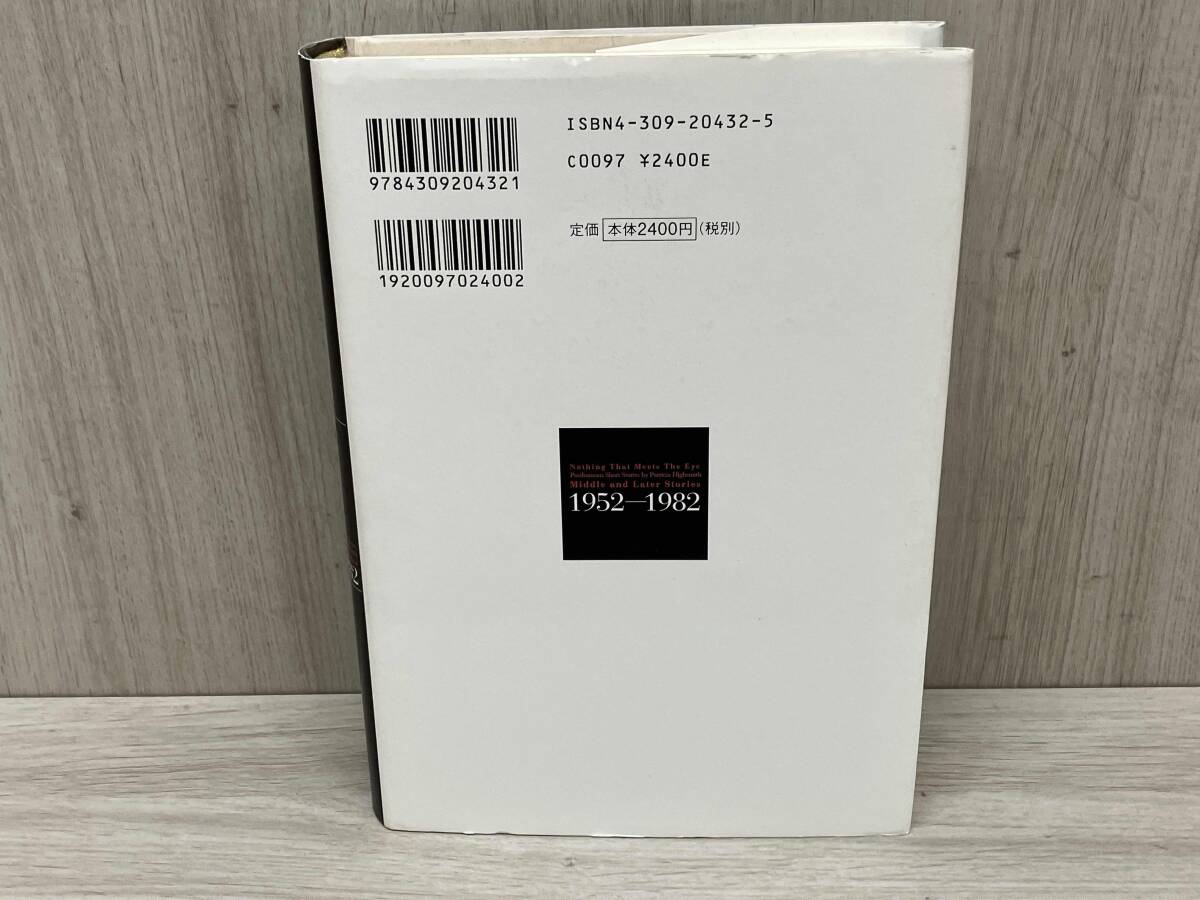 ISBN4-309-20432-5
9784309204321
C0097 ¥2400E
定価 本体2400円 (税別)
1920097024002
Nothing That Meets The Eye
Posthumous Short Stories by Patricia Highsmith
Middle and Later Stories
1952—1982
2